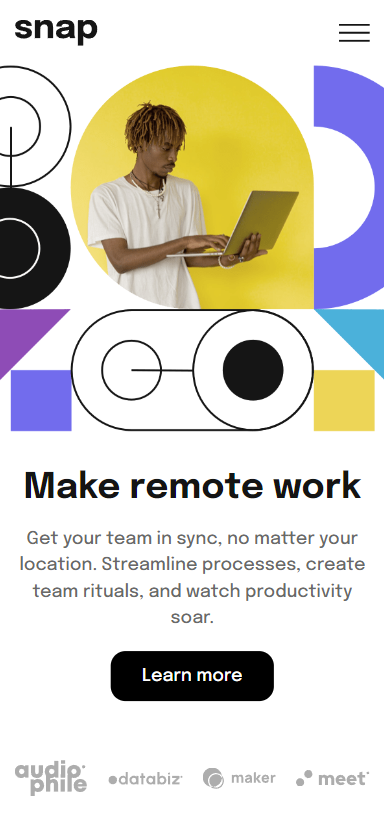 snap
Make remote work
Get your team in sync, no matter your
location. Streamline processes, create
team rituals, and watch productivity
soar.
Learn more
audiophile
databiz
maker
meet